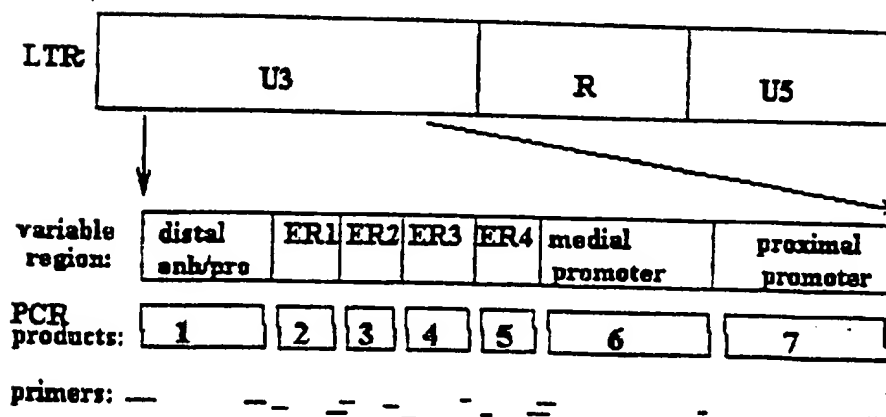 LTR:
U3 R U5
variable region:
distal enh/pro
ER1 ER2 ER3 ER4
medial promoter
proximal promoter
PCR products:
1 2 3 4 5 6 7
primers: